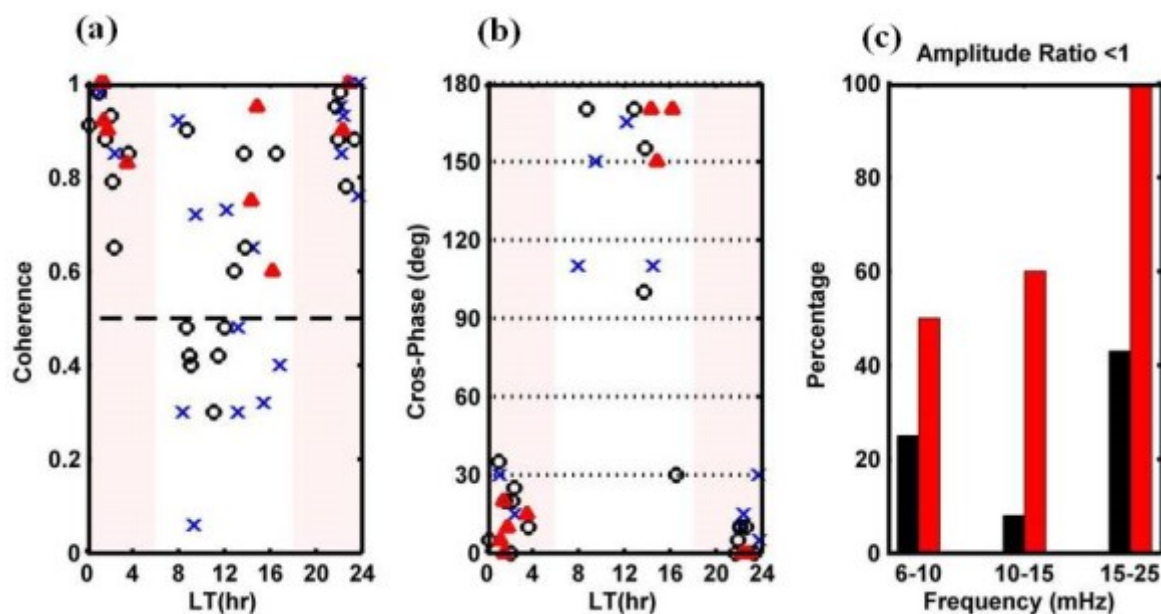 (a)
1
0.8
0.6
0.4
0.2
0
Coherence
0 4 8 12 16 20 24
LT(hr)
(b)
180
150
120
90
60
30
0
Cros-Phase (deg)
0 4 8 12 16 20 24
LT(hr)
(c)
Amplitude Ratio <1
100
80
60
40
20
0
Percentage
6-10 10-15 15-25
Frequency (mHz)